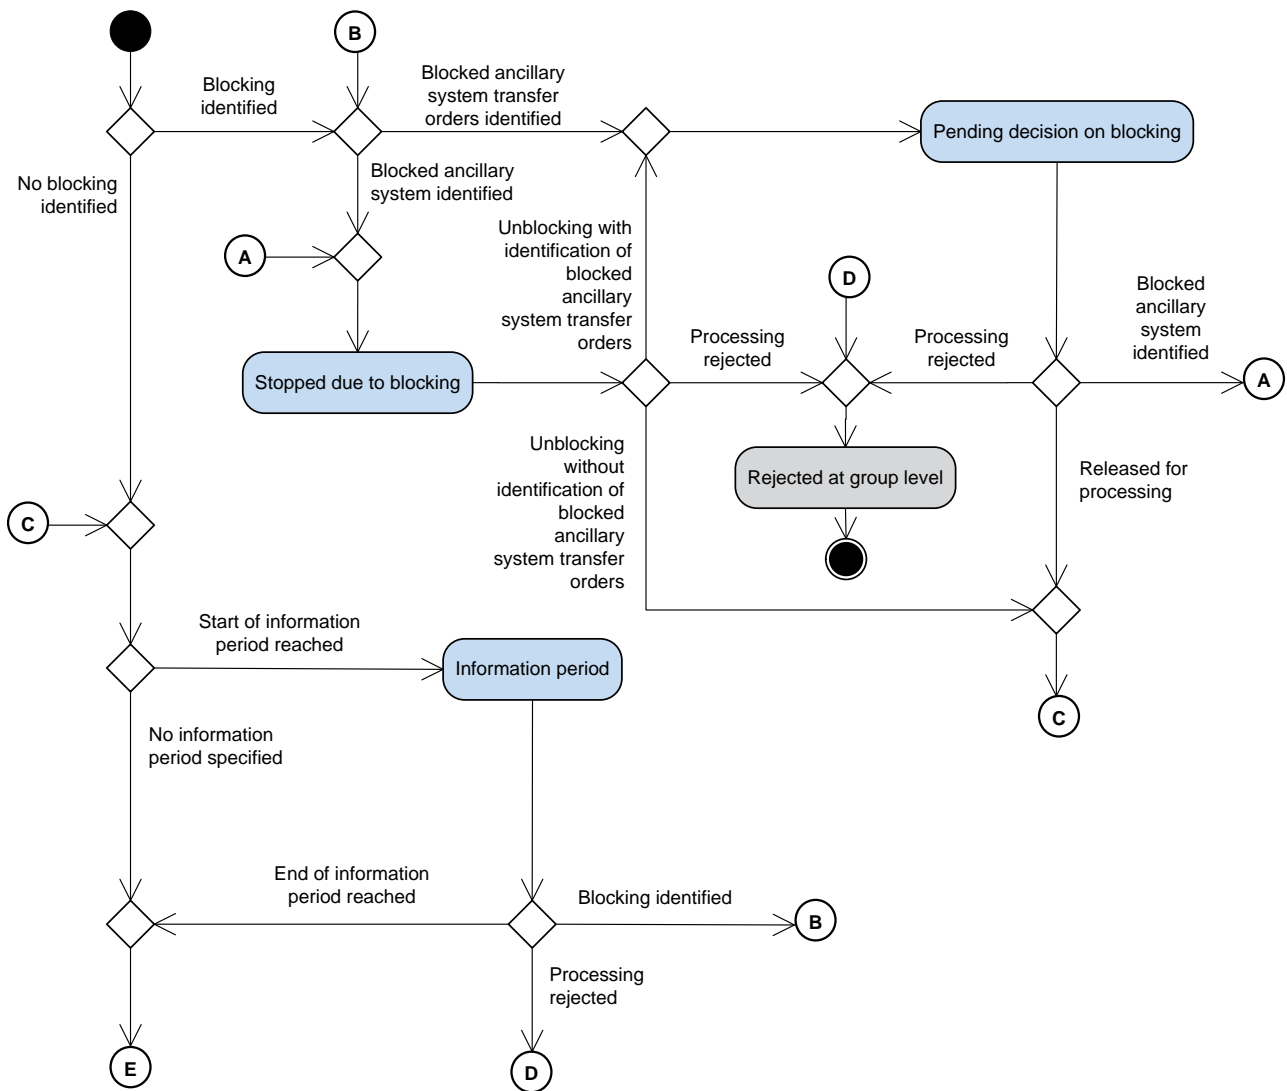 B
Blocking
identified
Blocked ancillary
system transfer
orders identified
Pending decision on blocking
No blocking
identified
Blocked ancillary
system identified
A
Unblocking with
identification of
blocked
ancillary
system transfer
orders
D
Blocked
ancillary
system
identified
Processing
rejected
Processing
rejected
Stopped due to blocking
A
Unblocking
without
identification of
blocked
ancillary
system transfer
orders
Rejected at group level
Released for
processing
C
Start of information
period reached
Information period
C
No information
period specified
End of information
period reached
Blocking identified
B
Processing
rejected
E
D